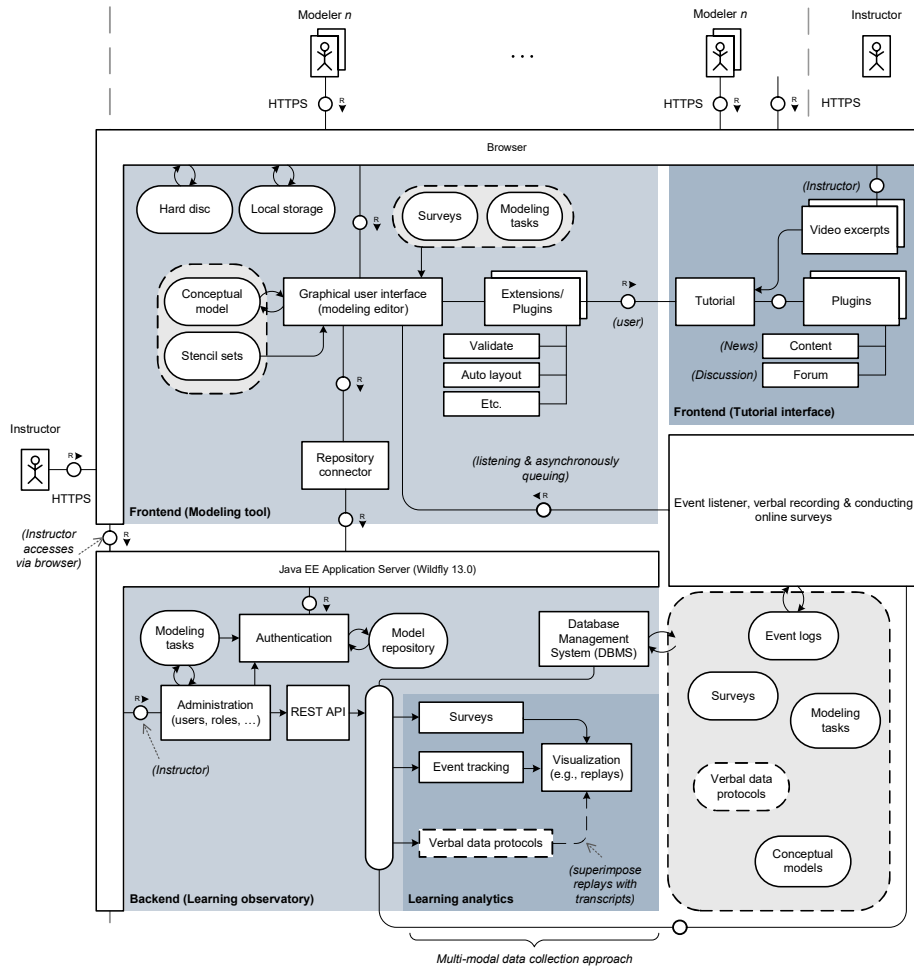 Modeler n
Modeler n
Instructor
...
HTTPS
R
HTTPS
R
R
HTTPS
Browser
Hard disc
Local storage
R
Surveys
Modeling
tasks
(Instructor)
Video excerpts
Conceptual
model
Stencil sets
Graphical user interface
(modeling editor)
Extensions/
Plugins
R
(user)
Tutorial
Plugins
Validate
Auto layout
Etc.
(News)
Content
(Discussion)
Forum
R
Frontend (Tutorial interface)
Instructor
R
HTTPS
Repository
connector
(listening & asynchronously
queuing)
R
Event listener, verbal recording & conducting
online surveys
Frontend (Modeling tool)
R
(Instructor
accesses
via browser)
R
Java EE Application Server (Wildfly 13.0)
R
Modeling
tasks
Authentication
Model
repository
Database
Management
System (DBMS)
Event logs
Surveys
Modeling
tasks
Verbal data
protocols
Conceptual
models
R
Administration
(users, roles, …)
REST API
(Instructor)
Surveys
Event tracking
Visualization
(e.g., replays)
Verbal data protocols
(superimpose
replays with
transcripts)
Backend (Learning observatory)
Learning analytics
Multi-modal data collection approach